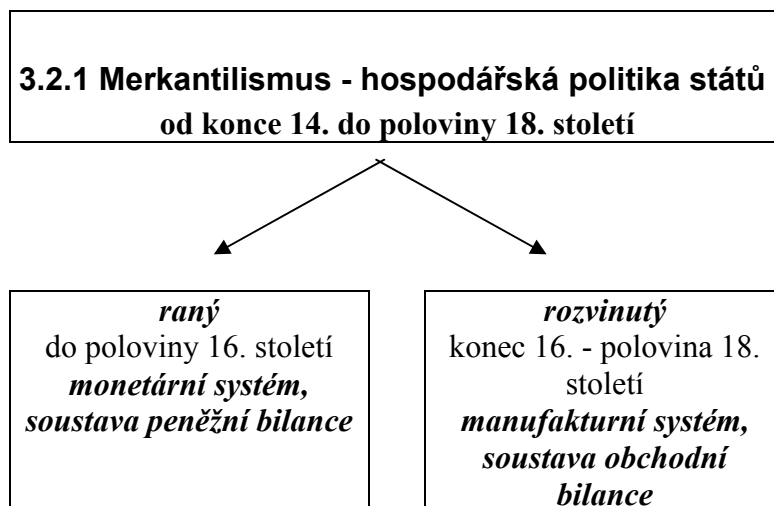 3.2.1 Merkantilismus - hospodářská politika států
od konce 14. do poloviny 18. století
raný
do poloviny 16. století
monetární systém,
soustava peněžní bilance
rozvinutý
konec 16. - polovina 18.
století
manufakturní systém,
soustava obchodní
bilance